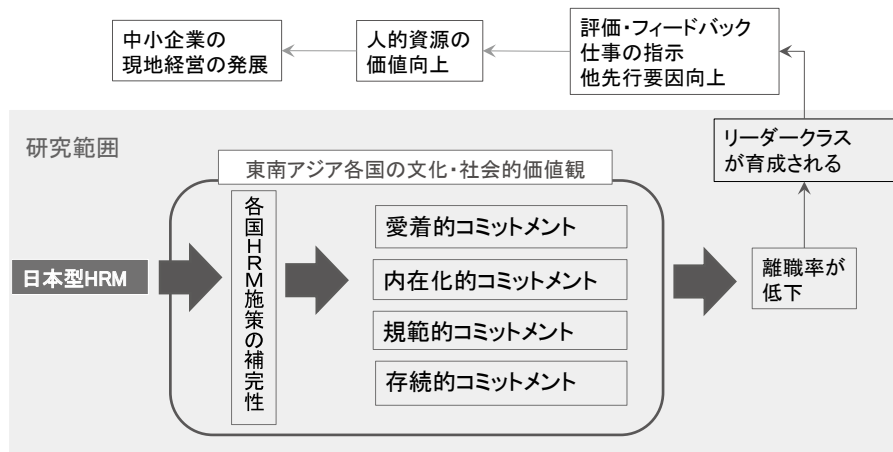 中小企業の
現地経営の発展
人的資源の
価値向上
評価・フィードバック
仕事の指示
他先行要因向上
研究範囲
リーダークラス
が育成される
東南アジア各国の文化・社会的価値観
日本型HRM
各国HRM施策の補完性
愛着的コミットメント
内在化的コミットメント
規範的コミットメント
存続的コミットメント
離職率が
低下